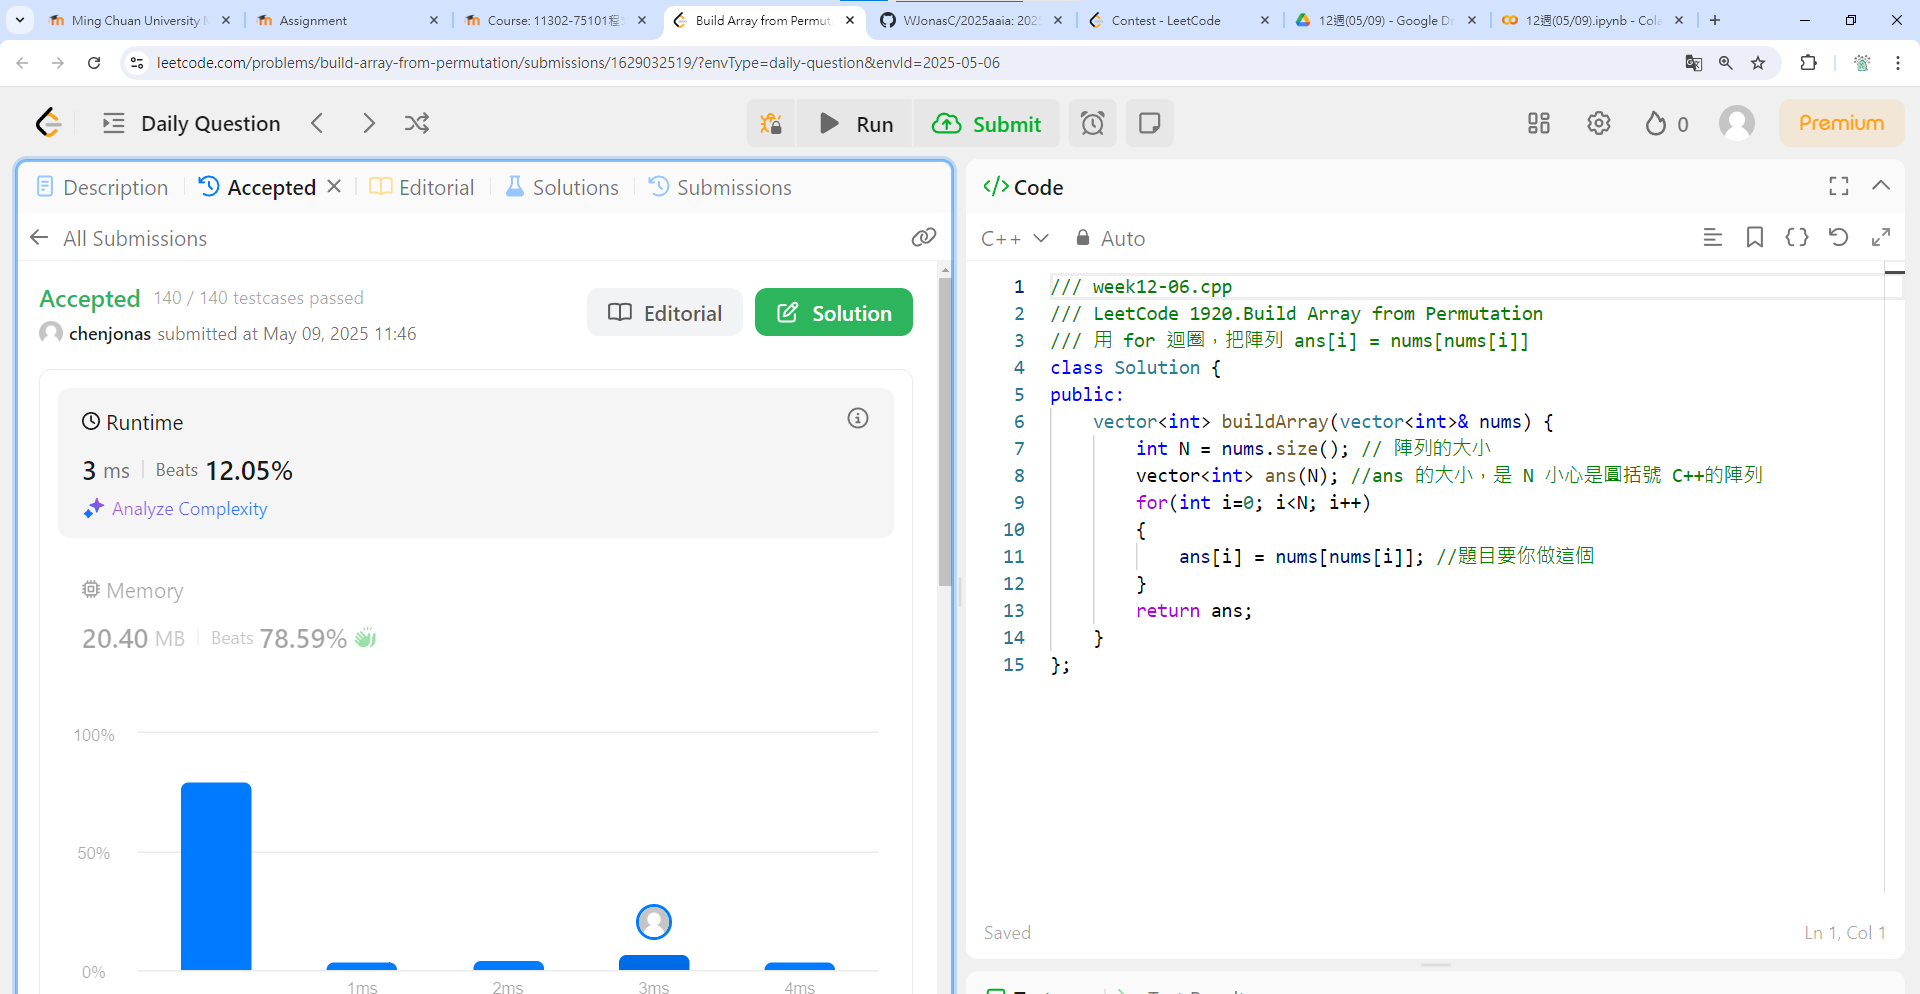 Ming Chuan University
Assignment
Course: 11302-75101程
Build Array from Permut
WJonasC/2025aaia: 202
Contest - LeetCode
12週(05/09) - Google Dr
12週(05/09).ipynb - Cola
leetcode.com/problems/build-array-from-permutation/submissions/1629032519/?envType=daily-question&envId=2025-05-06
Daily Question
Run
Submit
0
Premium
Description
Accepted
Editorial
Solutions
Submissions
All Submissions
Accepted 140 / 140 testcases passed
chenjonas submitted at May 09, 2025 11:46
Editorial
Solution
Runtime
3 ms Beats 12.05%
Analyze Complexity
Memory
20.40 MB Beats 78.59%
100%
50%
0%
1ms 2ms 3ms 4ms
</> Code
C++ Auto
1 /// week12-06.cpp
2 /// LeetCode 1920.Build Array from Permutation
3 /// 用 for 迴圈，把陣列 ans[i] = nums[nums[i]]
4 class Solution {
5 public:
6 vector<int> buildArray(vector<int>& nums) {
7 int N = nums.size(); // 陣列的大小
8 vector<int> ans(N); //ans 的大小，是 N 小心是圓括號 C++的陣列
9 for(int i=0; i<N; i++)
10 {
11 ans[i] = nums[nums[i]]; //題目要你做這個
12 }
13 return ans;
14 }
15 };
Saved
Ln 1, Col 1